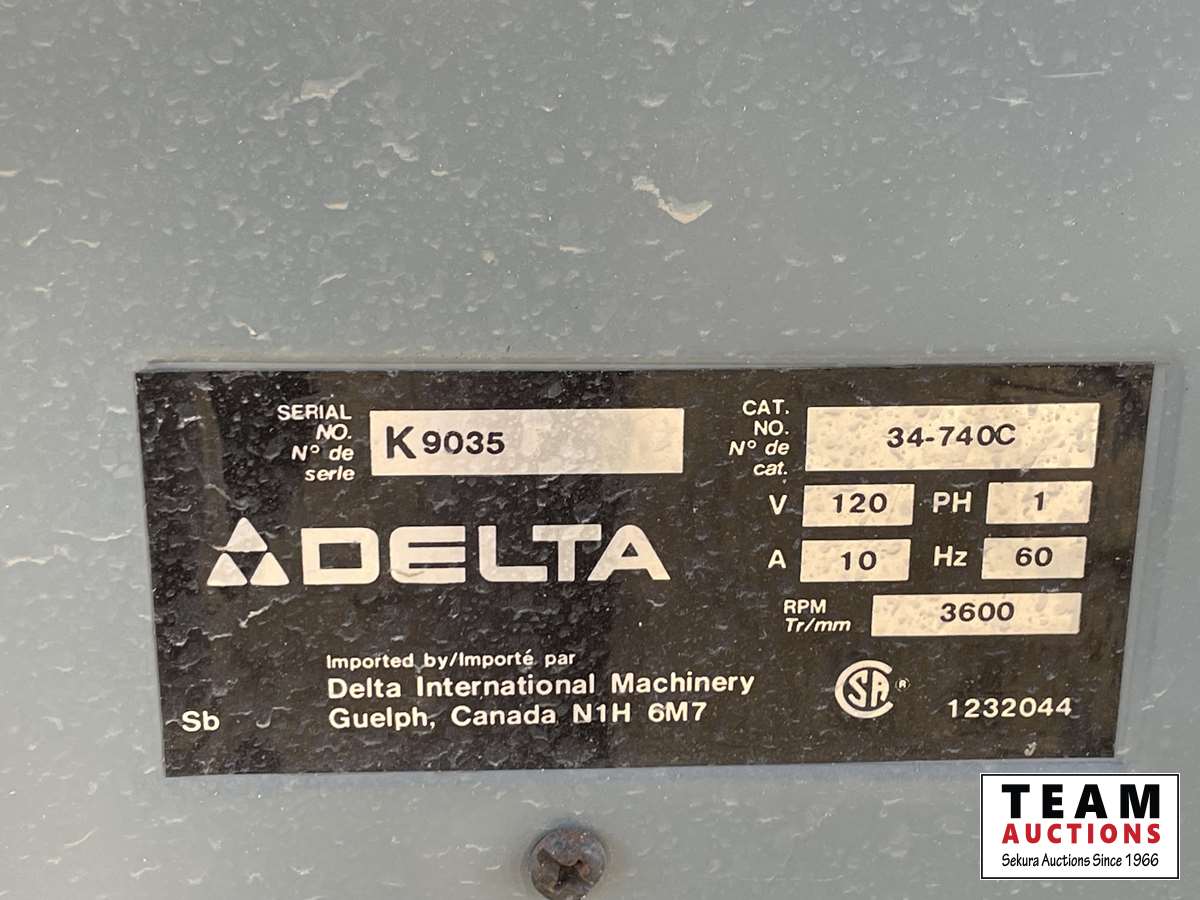 SERIAL
NO.
N° de
serle
K 9035
CAT.
NO.
N° de
cat.
34-740C
V 120 PH 1
A 10 Hz 60
RPM
Tr/mm
3600
DELTA
Imported by/Importé par
Delta International Machinery
Guelph, Canada N1H 6M7
Sb
SA ®
1232044
TEAM
AUCTIONS
Sekura Auctions Since 1966